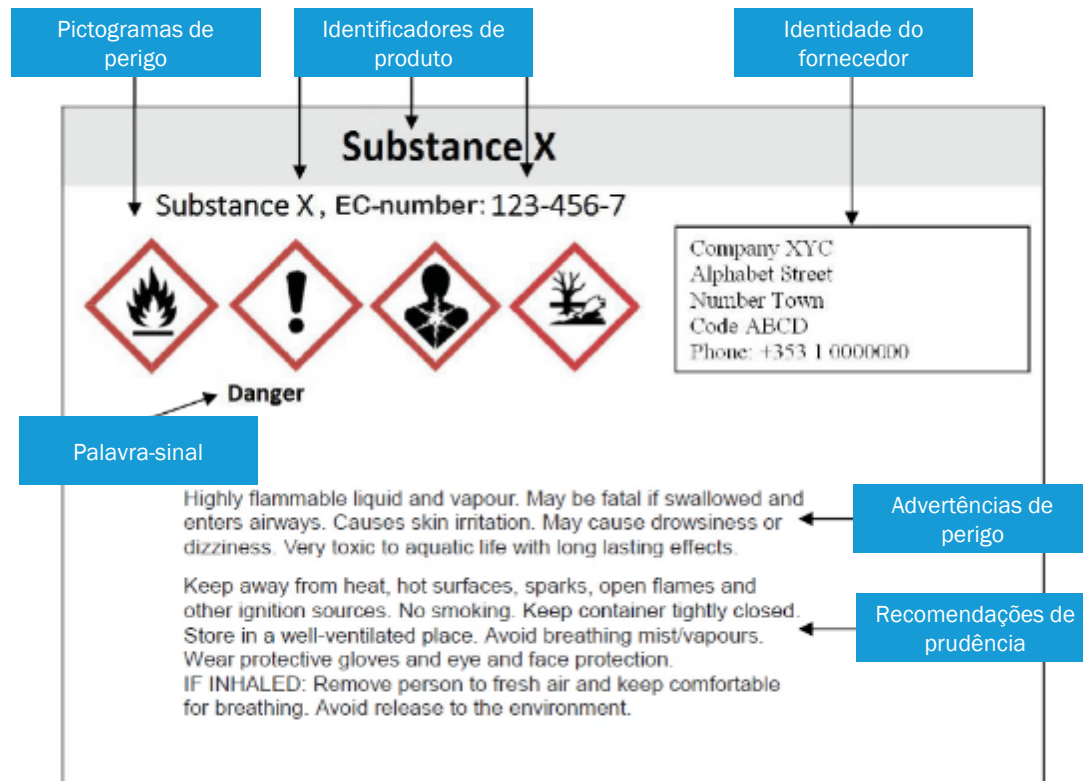 Pictogramas de
perigo
Identificadores de
produto
Identidade do
fornecedor
Substance X
Substance X, EC-number: 123-456-7
Company XYC
Alphabet Street
Number Town
Code ABCD
Phone: +353 1 0000000
Danger
Palavra-sinal
Highly flammable liquid and vapour. May be fatal if swallowed and
enters airways. Causes skin irritation. May cause drowsiness or
dizziness. Very toxic to aquatic life with long lasting effects.
Advertências de
perigo
Keep away from heat, hot surfaces, sparks, open flames and
other ignition sources. No smoking. Keep container tightly closed.
Store in a well-ventilated place. Avoid breathing mist/vapours.
Wear protective gloves and eye and face protection.
IF INHALED: Remove person to fresh air and keep comfortable
for breathing. Avoid release to the environment.
Recomendações de
prudência